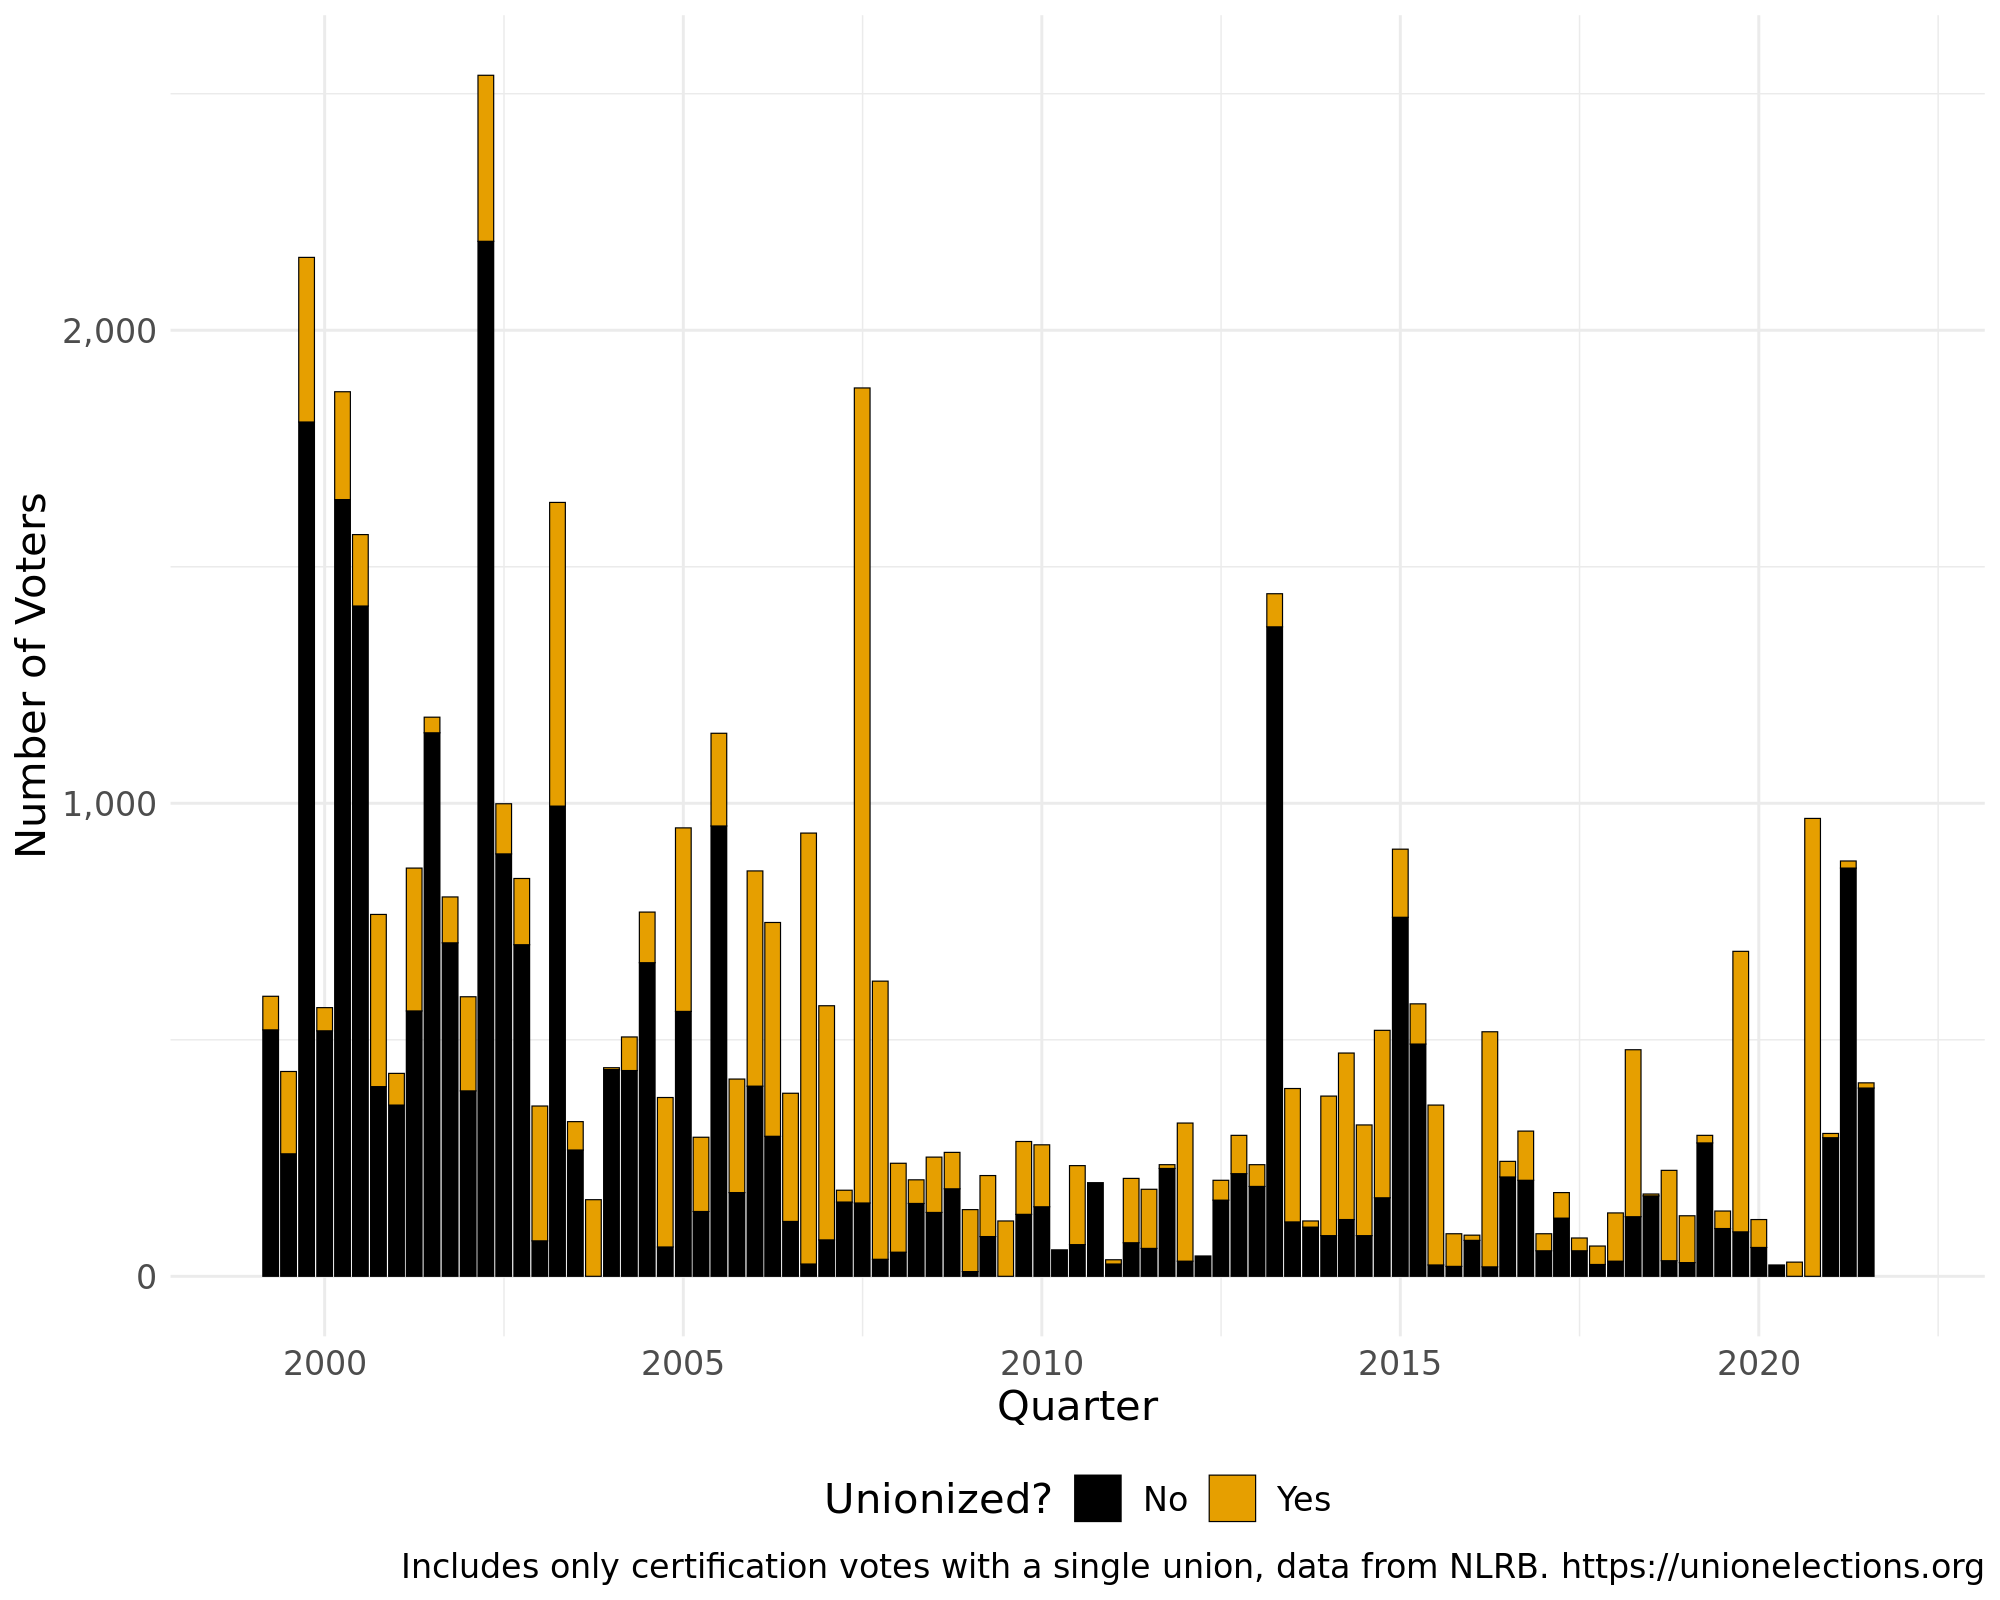 Number of Voters
2,000
1,000
0
2000 2005 2010 2015 2020
Quarter
Unionized? No Yes
Includes only certification votes with a single union, data from NLRB. https://unionelections.org